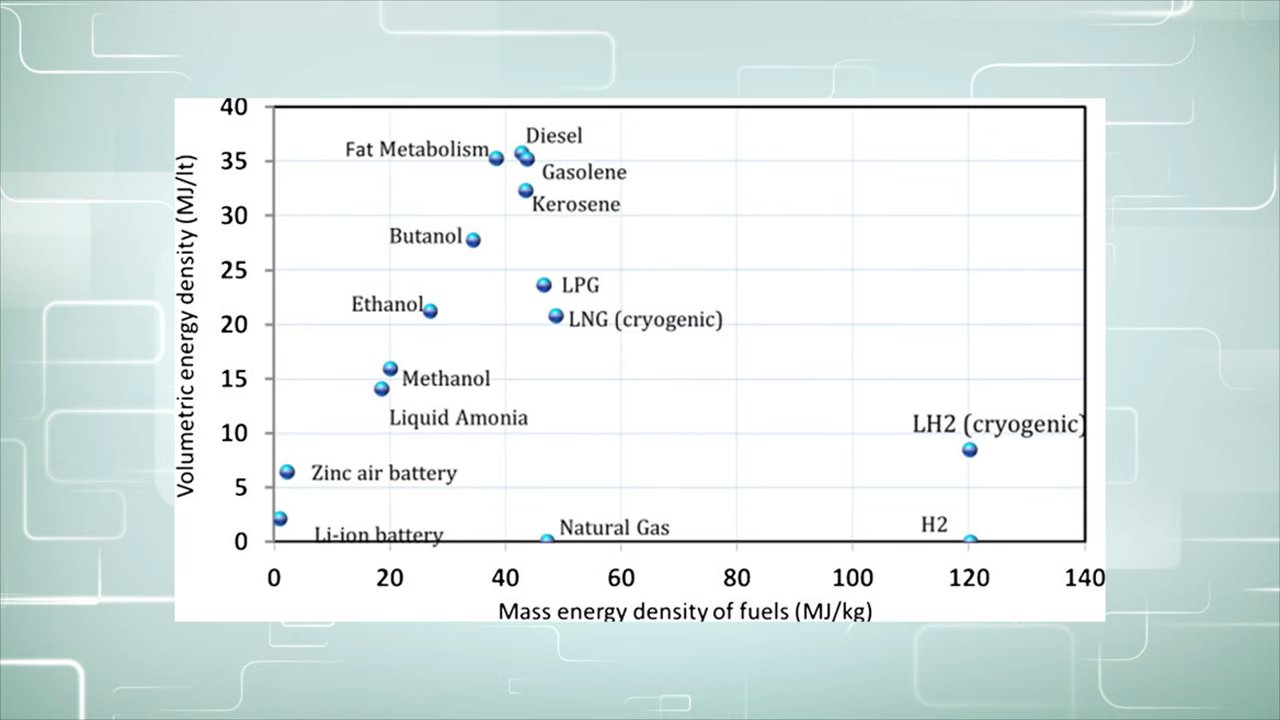 40
Diesel
Fat Metabolism
35
Gasolene
Kerosene
30
Butanol
25
LPG
Ethanol
LNG (cryogenic)
20
15
Methanol
Liquid Amonia
10
LH2 (cryogenic)
Zinc air battery
5
Natural Gas
H2
Li-ion battery
0
Volumetric energy density (MJ/lt)
0 20 40 60 80 100 120 140
Mass energy density of fuels (MJ/kg)